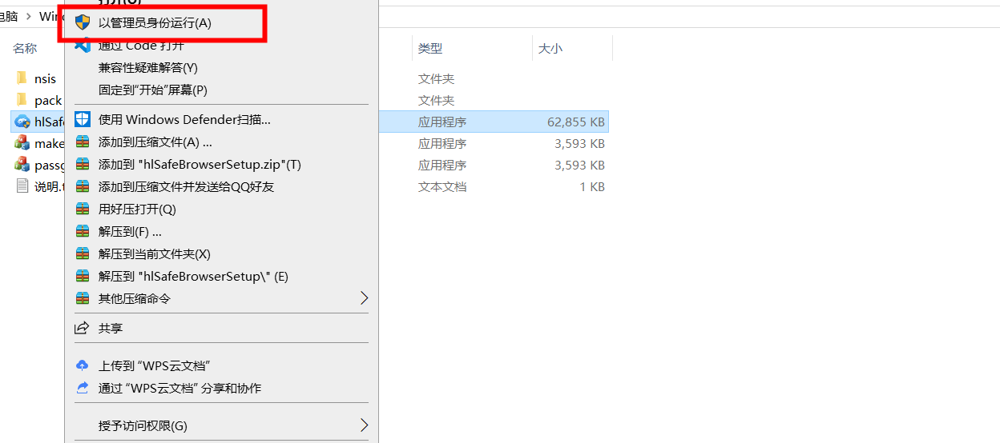 电脑 > Winc
打开(O)
以管理员身份运行(A)
名称 类型 大小
通过 Code 打开
兼容性疑难解答(Y)
nsis 文件夹
固定到"开始"屏幕(P)
pack 文件夹
使用 Windows Defender扫描...
hlSafe 应用程序 62,855 KB
添加到压缩文件(A) ...
make 应用程序 3,593 KB
添加到 "hlSafeBrowserSetup.zip"(T)
passg 应用程序 3,593 KB
添加到压缩文件并发送给QQ好友
说明.t 文本文档 1 KB
用好压打开(Q)
解压到(F) ...
解压到当前文件夹(X)
解压到 "hlSafeBrowserSetup\" (E)
其他压缩命令
共享
上传到 “WPS云文档”
通过 “WPS云文档” 分享和协作
授予访问权限(G)